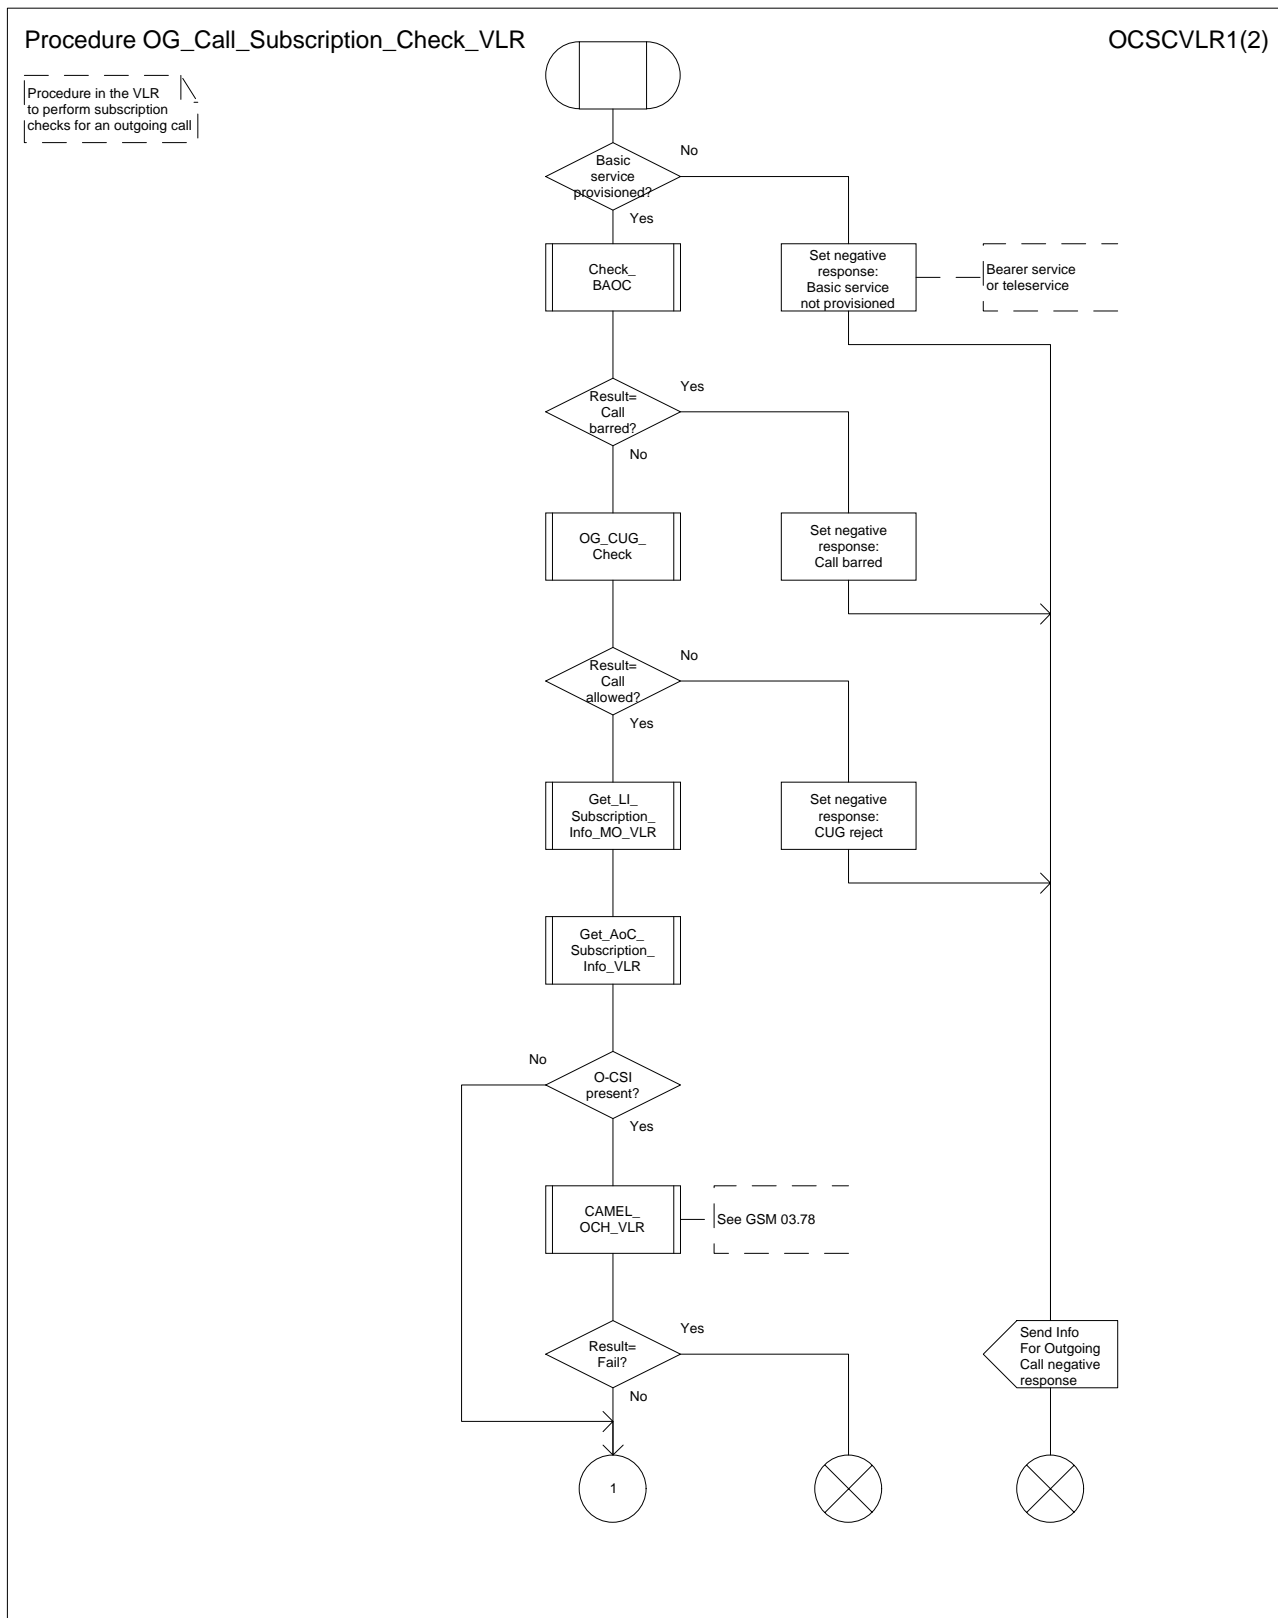 Procedure OG_Call_Subscription_Check_VLR
OCSCVLR1(2)
Procedure in the VLR
to perform subscription
checks for an outgoing call
Basic
service
provisioned?
No
Yes
Check_
BAOC
Set negative
response:
Basic service
not provisioned
Bearer service
or teleservice
Result=
Call
barred?
Yes
No
OG_CUG_
Check
Set negative
response:
Call barred
Result=
Call
allowed?
No
Yes
Get_LI_
Subscription_
Info_MO_VLR
Set negative
response:
CUG reject
Get_AoC_
Subscription_
Info_VLR
No
O-CSI
present?
Yes
CAMEL_
OCH_VLR
See GSM 03.78
Result=
Fail?
Yes
No
Send Info
For Outgoing
Call negative
response
1